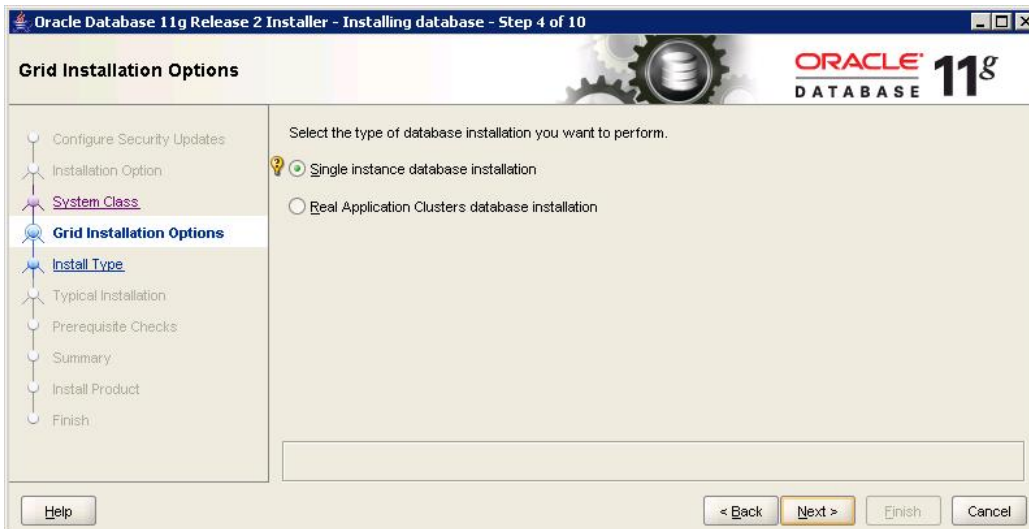 Oracle Database 11g Release 2 Installer - Installing database - Step 4 of 10
Grid Installation Options
ORACLE
DATABASE
11g
Configure Security Updates
Installation Option
System Class
Grid Installation Options
Install Type
Typical Installation
Prerequisite Checks
Summary
Install Product
Finish
Select the type of database installation you want to perform.
Single instance database installation
Real Application Clusters database installation
Help
< Back
Next >
Finish
Cancel